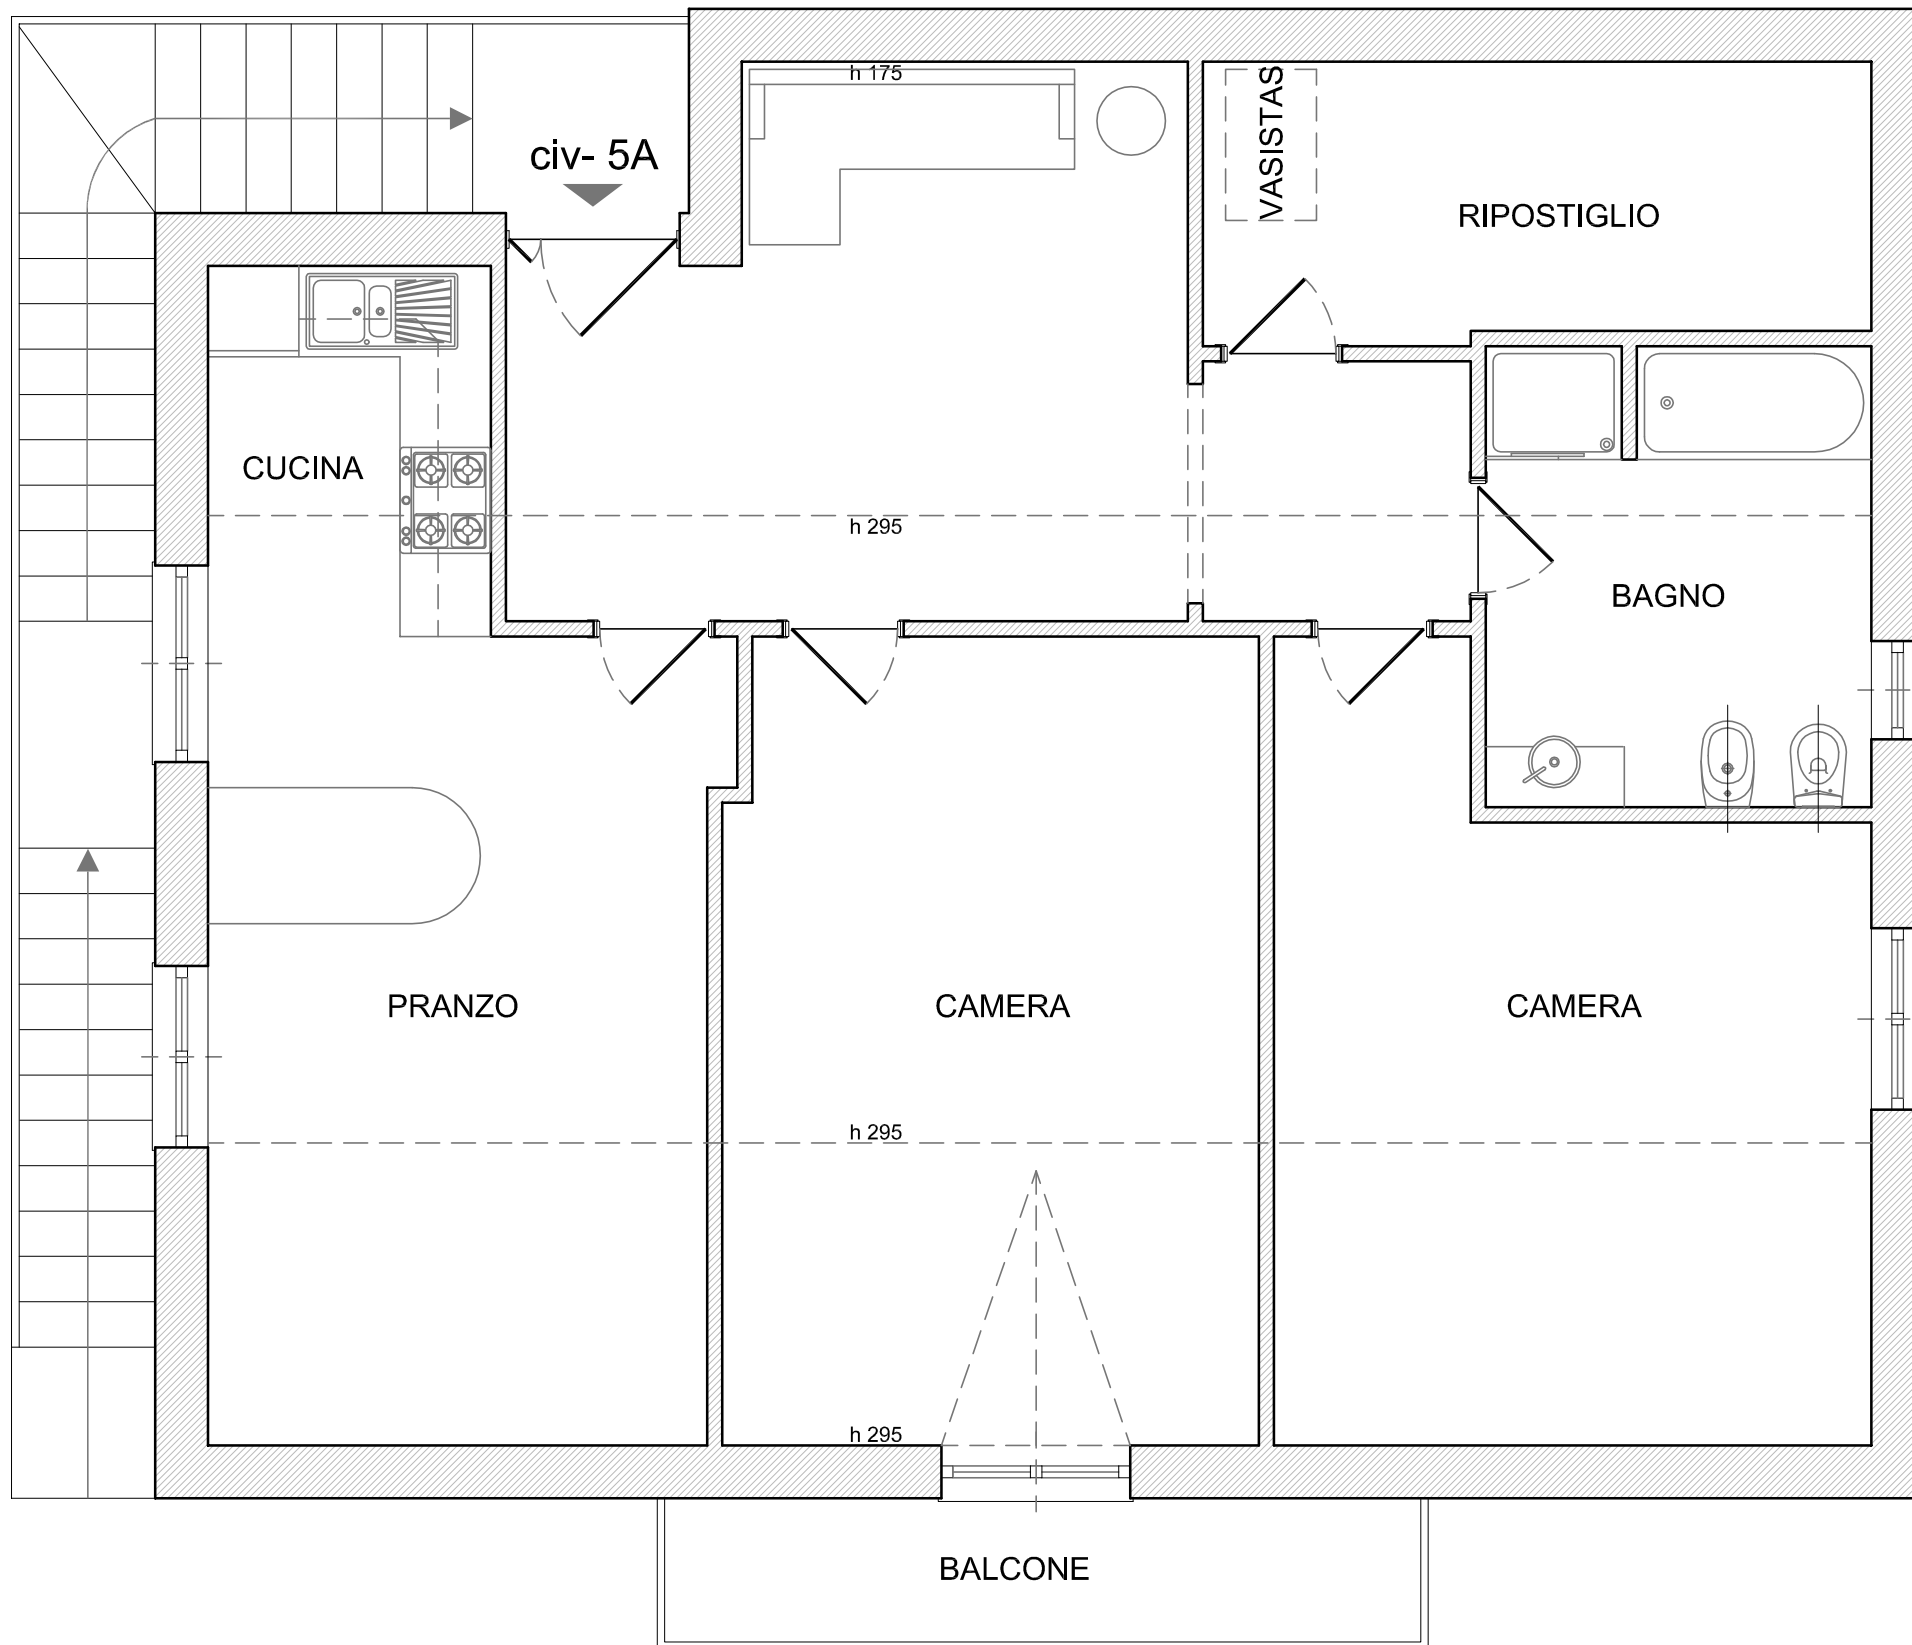 h 175
VASISTAS
civ- 5A
RIPOSTIGLIO
CUCINA
h 295
BAGNO
PRANZO
CAMERA
CAMERA
h 295
h 295
BALCONE